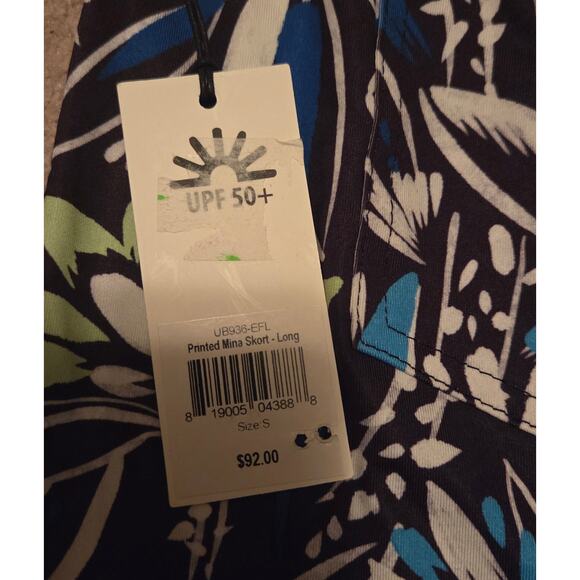 UPF 50+
UB936-EFL
Printed Mina Skort - Long
8 19005 04388 8
Size:S
$92.00